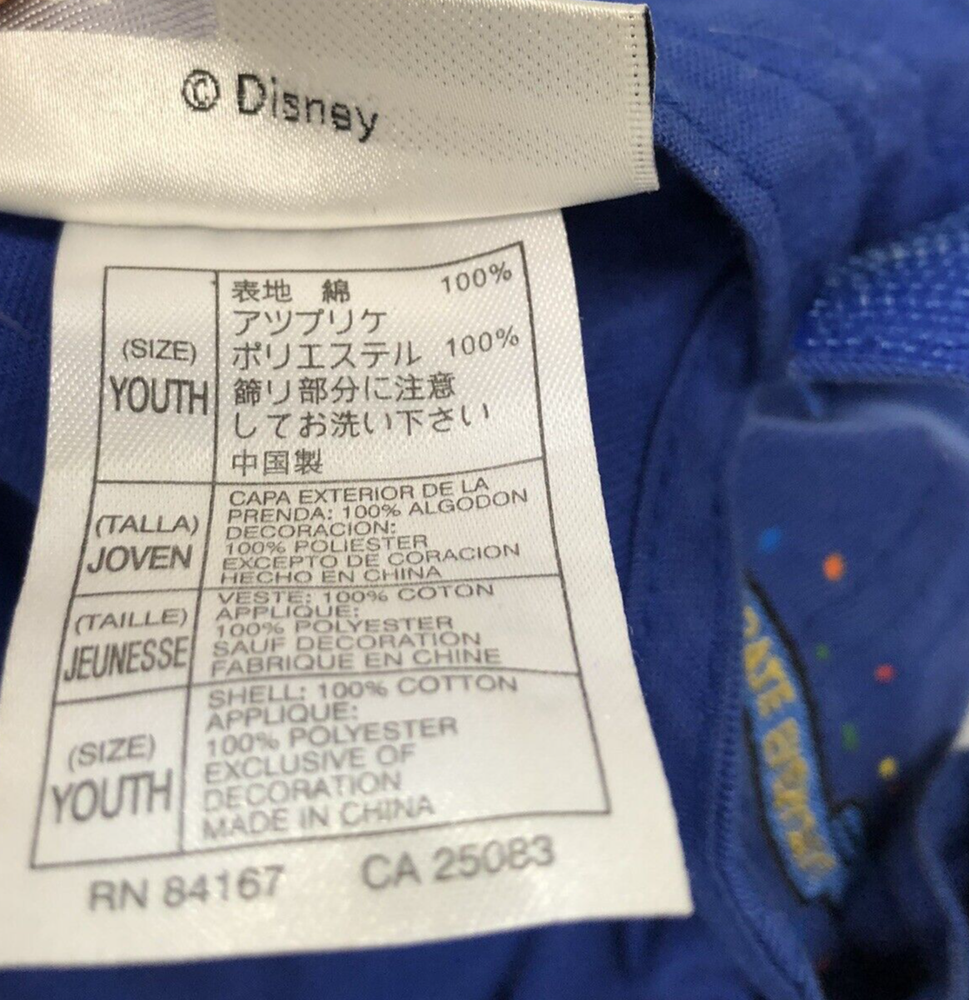 © Disney
(SIZE)
YOUTH
表地 綿 100%
アツプリケ
ポリエステル 100%
飾り部分に注意
してお洗い下さい
中国製
(TALLA)
JOVEN
CAPA EXTERIOR DE LA
PRENDA: 100% ALGODON
DECORACION:
100% POLIESTER
EXCEPTO DE CORACION
HECHO EN CHINA
(TAILLE)
JEUNESSE
VESTE: 100% COTON
APPLIQUE:
100% POLYESTER
SAUF DECORATION
FABRIQUE EN CHINE
(SIZE)
YOUTH
SHELL: 100% COTTON
APPLIQUE:
100% POLYESTER
EXCLUSIVE OF
DECORATION
MADE IN CHINA
RN 84167 CA 25083